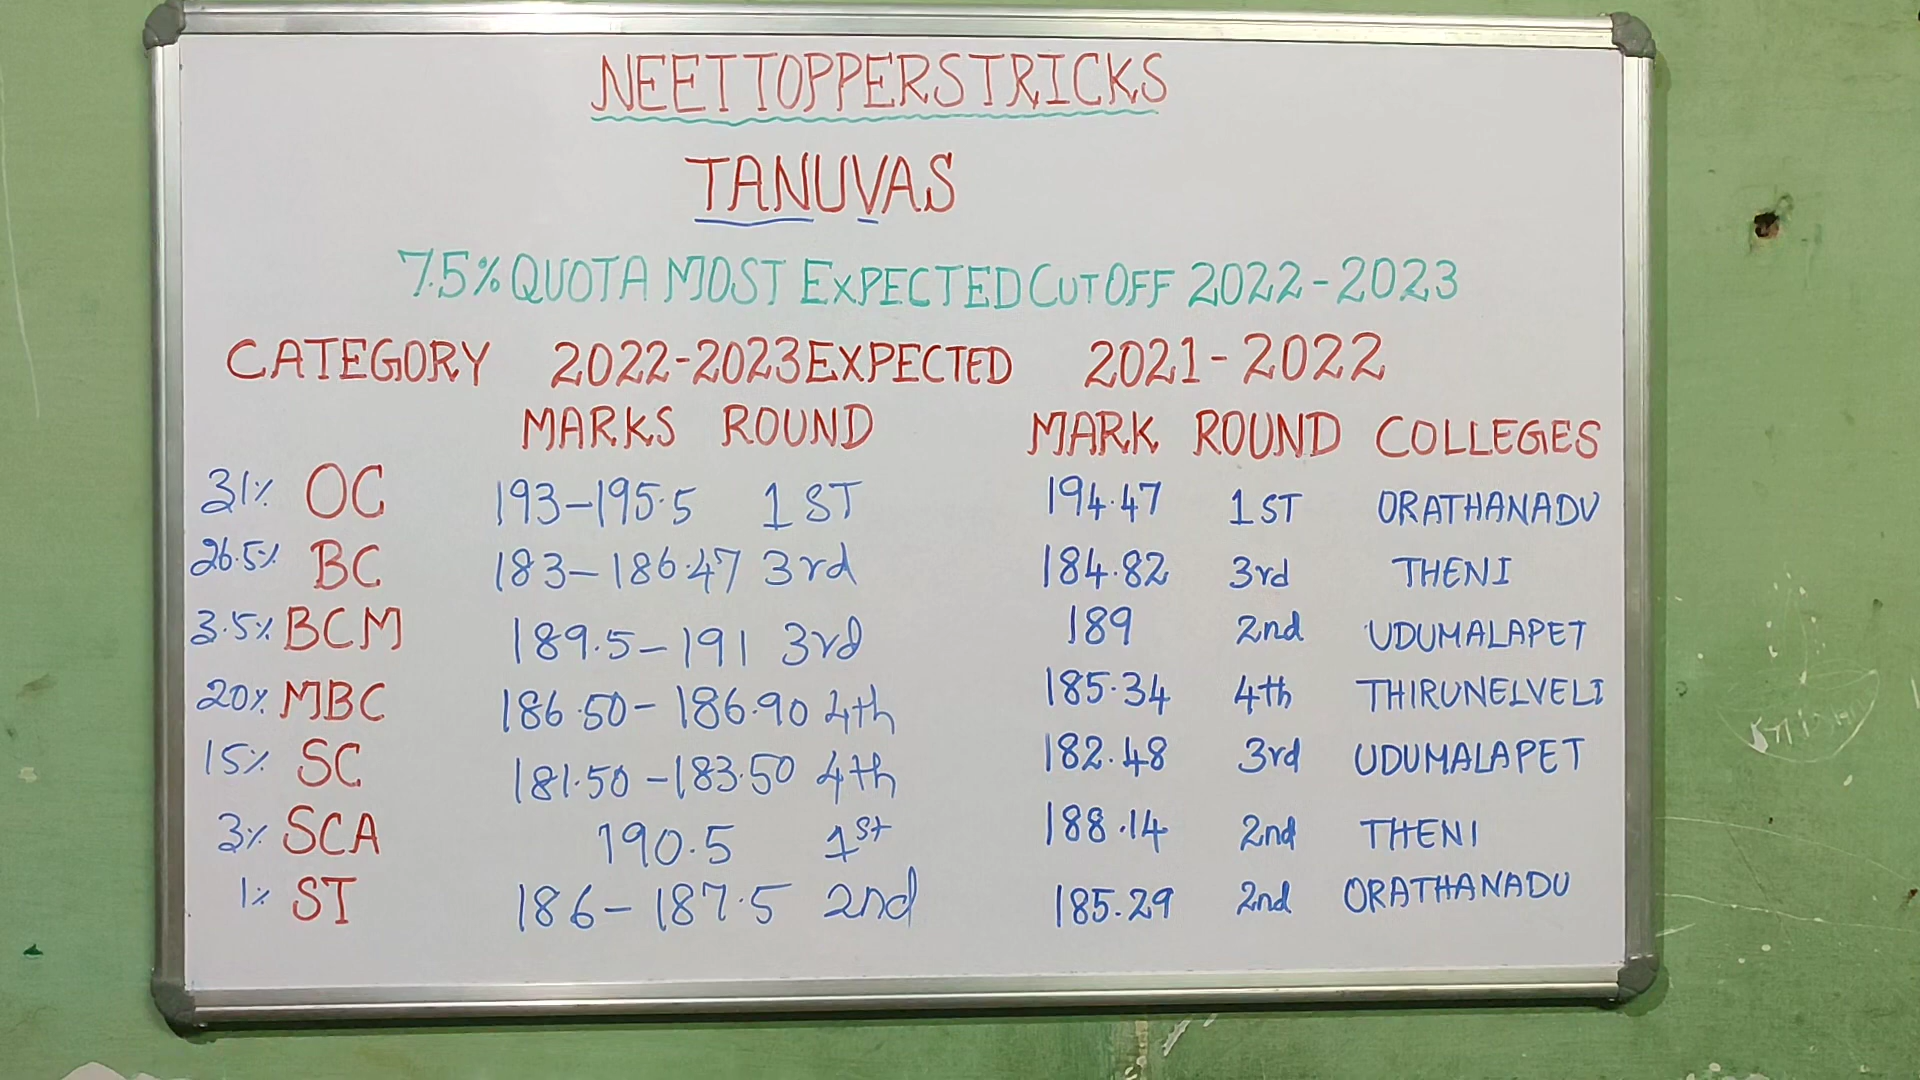 NEETTOPPERSTRICKS
TANUVAS
7.5% QUOTA MOST EXPECTED CUTOFF 2022-2023
CATEGORY 2022-2023 EXPECTED 2021-2022
MARKS ROUND MARK ROUND COLLEGES
31% OC 193-195.5 1ST 194.47 1ST ORATHANADU
26.5% BC 183-186.47 3rd 184.82 3rd THENI
3.5% BCM 189.5-191 3rd 189 2nd UDUMALAPET
20% MBC 186.50-186.90 4th 185.34 4th THIRUNELVELI
15% SC 181.50-183.50 4th 182.48 3rd UDUMALAPET
3% SCA 190.5 1st 188.14 2nd THENI
1% ST 186-187.5 2nd 185.29 2nd ORATHANADU